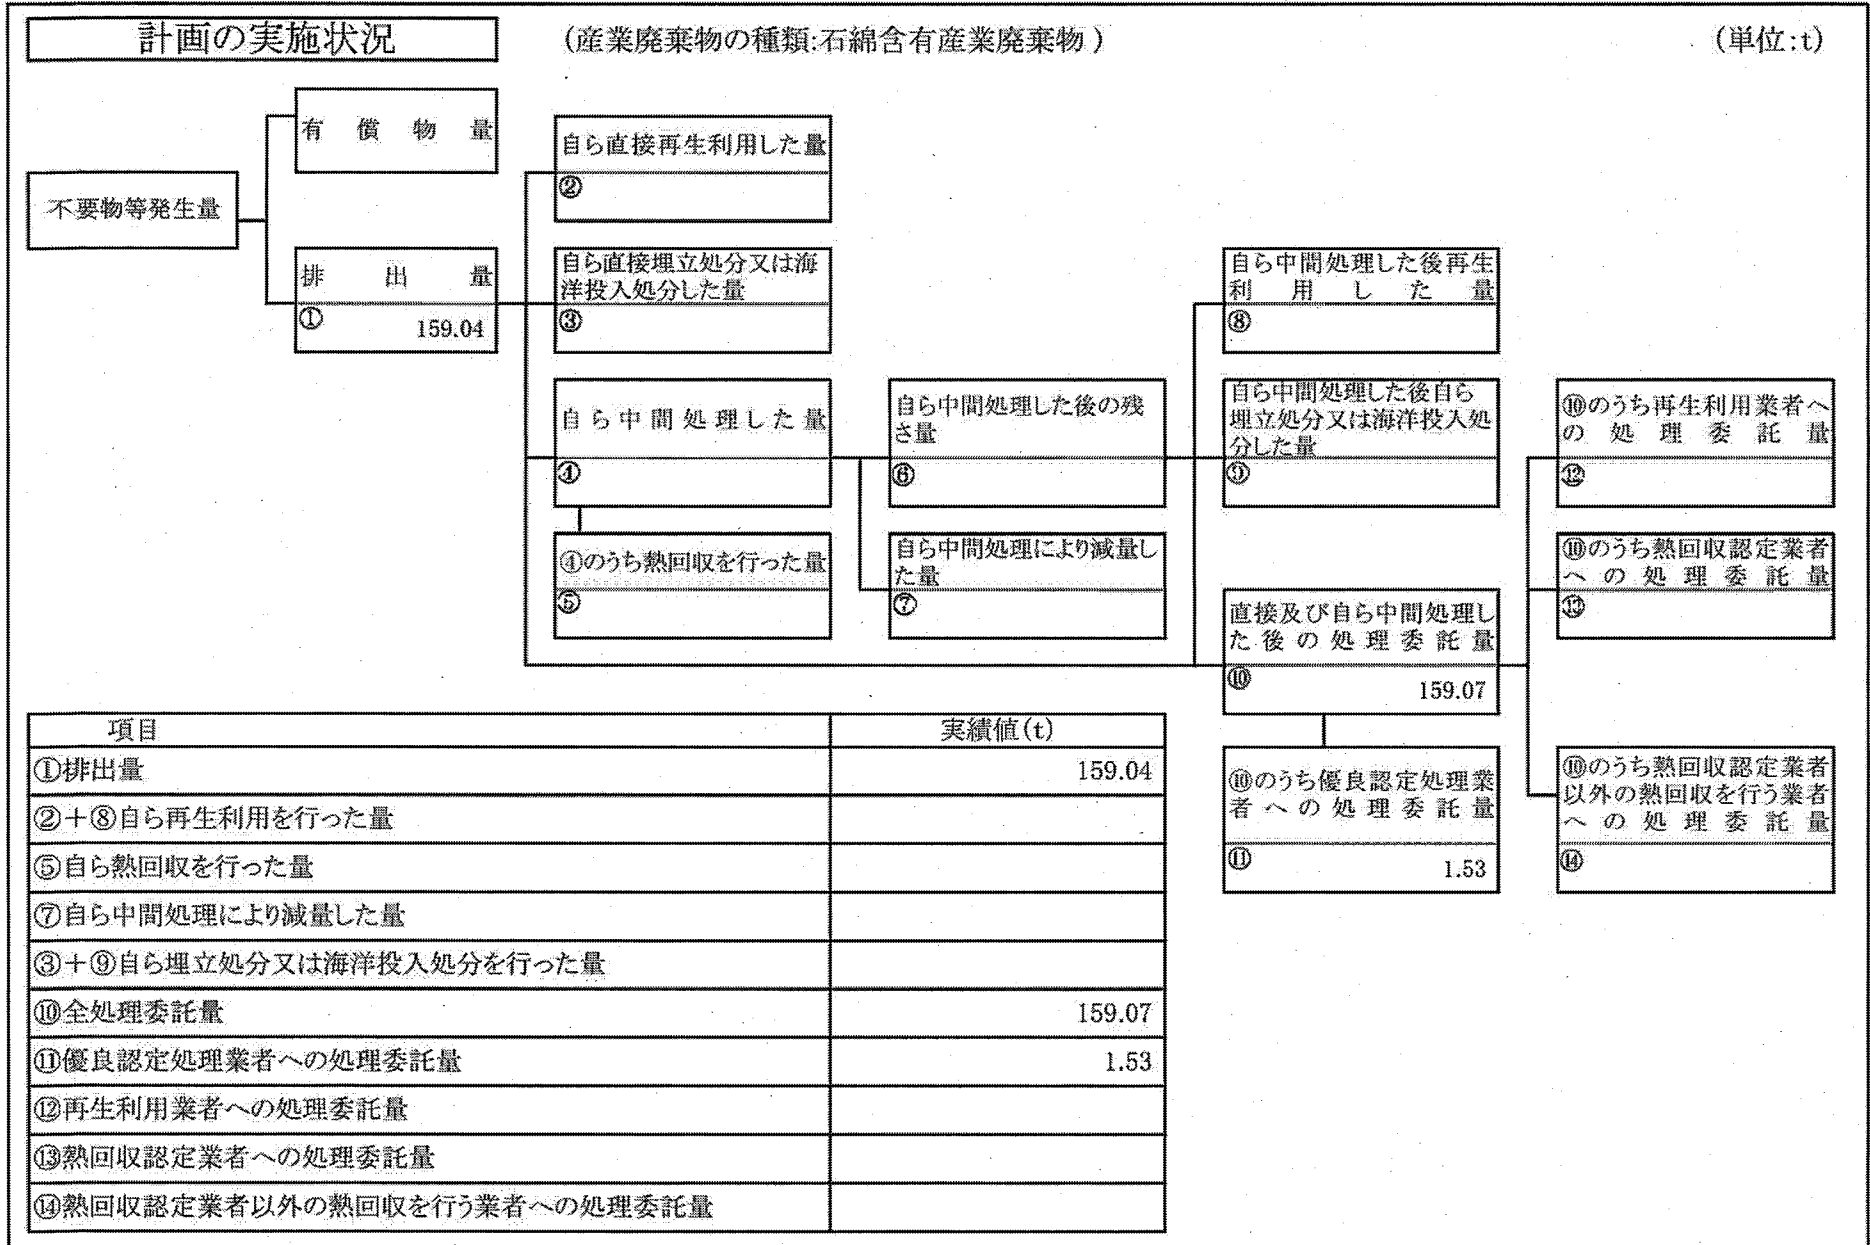 計画の実施状況
(産業廃棄物の種類:石綿含有産業廃棄物 )
(単位:t)
有償物量
不要物等発生量
排出量
① 159.04
自ら直接再生利用した量
②
自ら直接埋立処分又は海
洋投入処分した量
③
自ら中間処理した量
④
④のうち熱回収を行った量
⑤
自ら中間処理した後の残
さ量
⑥
自ら中間処理により減量し
た量
⑦
自ら中間処理した後再生
利用した量
⑧
自ら中間処理した後自ら
埋立処分又は海洋投入処
分した量
⑨
直接及び自ら中間処理し
た後の処理委託量
⑩ 159.07
⑩のうち優良認定処理業
者への処理委託量
⑪ 1.53
⑩のうち再生利用業者へ
の処理委託量
⑫
⑩のうち熱回収認定業者
への処理委託量
⑬
⑩のうち熱回収認定業者
以外の熱回収を行う業者
への処理委託量
⑭
項目 実績値(t)
①排出量 159.04
②+⑧自ら再生利用を行った量
⑤自ら熱回収を行った量
⑦自ら中間処理により減量した量
③+⑨自ら埋立処分又は海洋投入処分を行った量
⑩全処理委託量 159.07
⑪優良認定処理業者への処理委託量 1.53
⑫再生利用業者への処理委託量
⑬熱回収認定業者への処理委託量
⑭熱回収認定業者以外の熱回収を行う業者への処理委託量